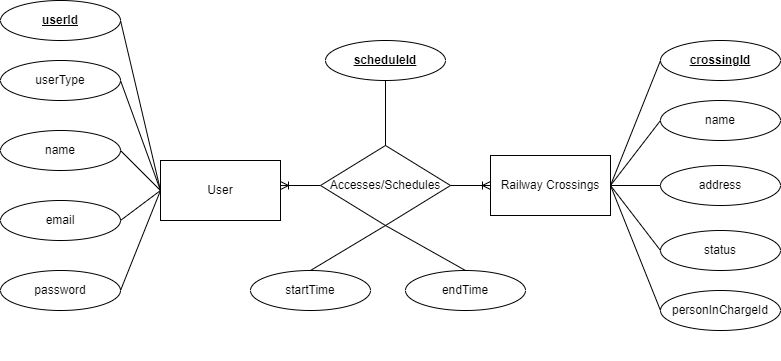 userId
userType
name
email
password
User
scheduleId
Accesses/Schedules
startTime
endTime
Railway Crossings
crossingId
name
address
status
personInChargeId